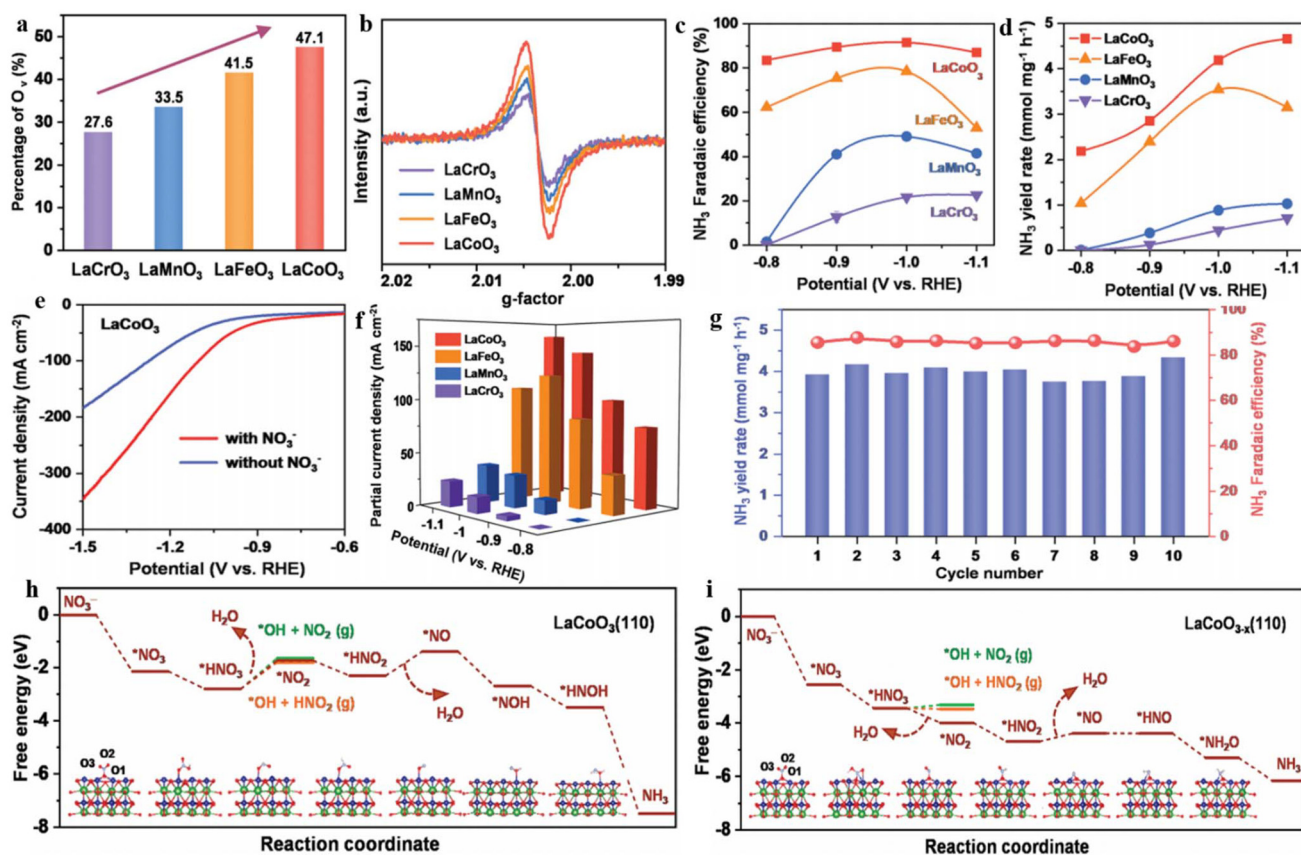 a
Percentage of Oᵥ (%)
50
40
30
20
10
0
27.6
33.5
41.5
47.1
LaCrO₃ LaMnO₃ LaFeO₃ LaCoO₃
b
Intensity (a.u.)
LaCrO₃
LaMnO₃
LaFeO₃
LaCoO₃
2.02 2.01 2.00 1.99
g-factor
c
NH₃ Faradaic efficiency (%)
100
80
60
40
20
0
LaCoO₃
LaFeO₃
LaMnO₃
LaCrO₃
-0.8 -0.9 -1.0 -1.1
Potential (V vs. RHE)
d
NH₃ yield rate (mmol mg⁻¹ h⁻¹)
5
4
3
2
1
0
LaCoO₃
LaFeO₃
LaMnO₃
LaCrO₃
-0.8 -0.9 -1.0 -1.1
Potential (V vs. RHE)
e
Current density (mA cm⁻²)
0
-100
-200
-300
-400
LaCoO₃
with NO₃⁻
without NO₃⁻
-1.5 -1.2 -0.9 -0.6
Potential (V vs. RHE)
f
Partial current density (mA cm⁻²)
150
100
50
0
LaCoO₃
LaFeO₃
LaMnO₃
LaCrO₃
-1.1 -1 -0.9 -0.8
Potential (V vs. RHE)
g
NH₃ yield rate (mmol mg⁻¹ h⁻¹)
5
4
3
2
1
0
100
80
60
40
20
0
NH₃ Faradaic efficiency (%)
1 2 3 4 5 6 7 8 9 10
Cycle number
h
Free energy (eV)
0
-2
-4
-6
-8
LaCoO₃(110)
NO₃⁻
*NO₃
*HNO₃
H₂O
*OH + NO₂ (g)
*NO₂
*OH + HNO₂ (g)
*HNO₂
*NO
H₂O
*NOH
*HNOH
NH₃
O3 O2 O1
Reaction coordinate
i
Free energy (eV)
0
-2
-4
-6
-8
LaCoO₃₋ₓ(110)
NO₃⁻
*NO₃
*HNO₃
*OH + NO₂ (g)
*OH + HNO₂ (g)
H₂O
*NO₂
*HNO₂
H₂O
*NO
*HNO
*NH₂O
NH₃
O3 O2 O1
Reaction coordinate